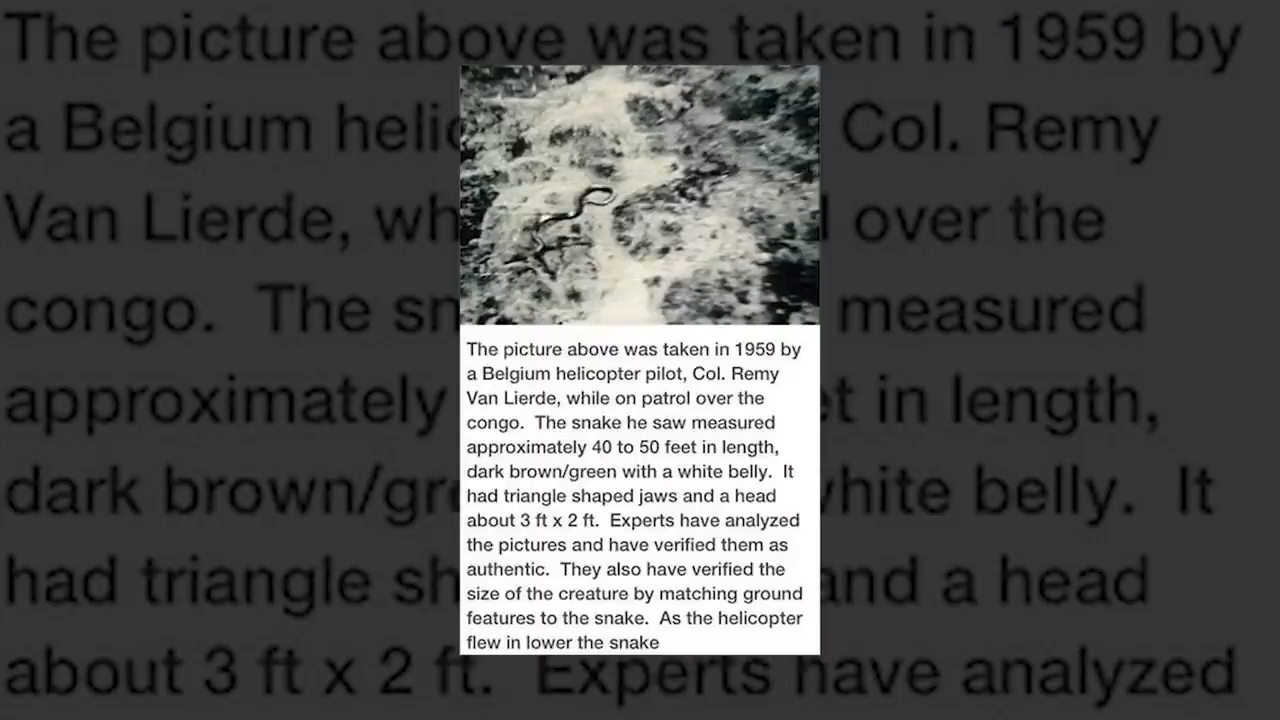 The picture above was taken in 1959 by
a Belgium helicopter pilot, Col. Remy
Van Lierde, while on patrol over the
congo.  The snake he saw measured
approximately 40 to 50 feet in length,
dark brown/green with a white belly.  It
had triangle shaped jaws and a head
about 3 ft x 2 ft.  Experts have analyzed
the pictures and have verified them as
authentic.  They also have verified the
size of the creature by matching ground
features to the snake.  As the helicopter
flew in lower the snake